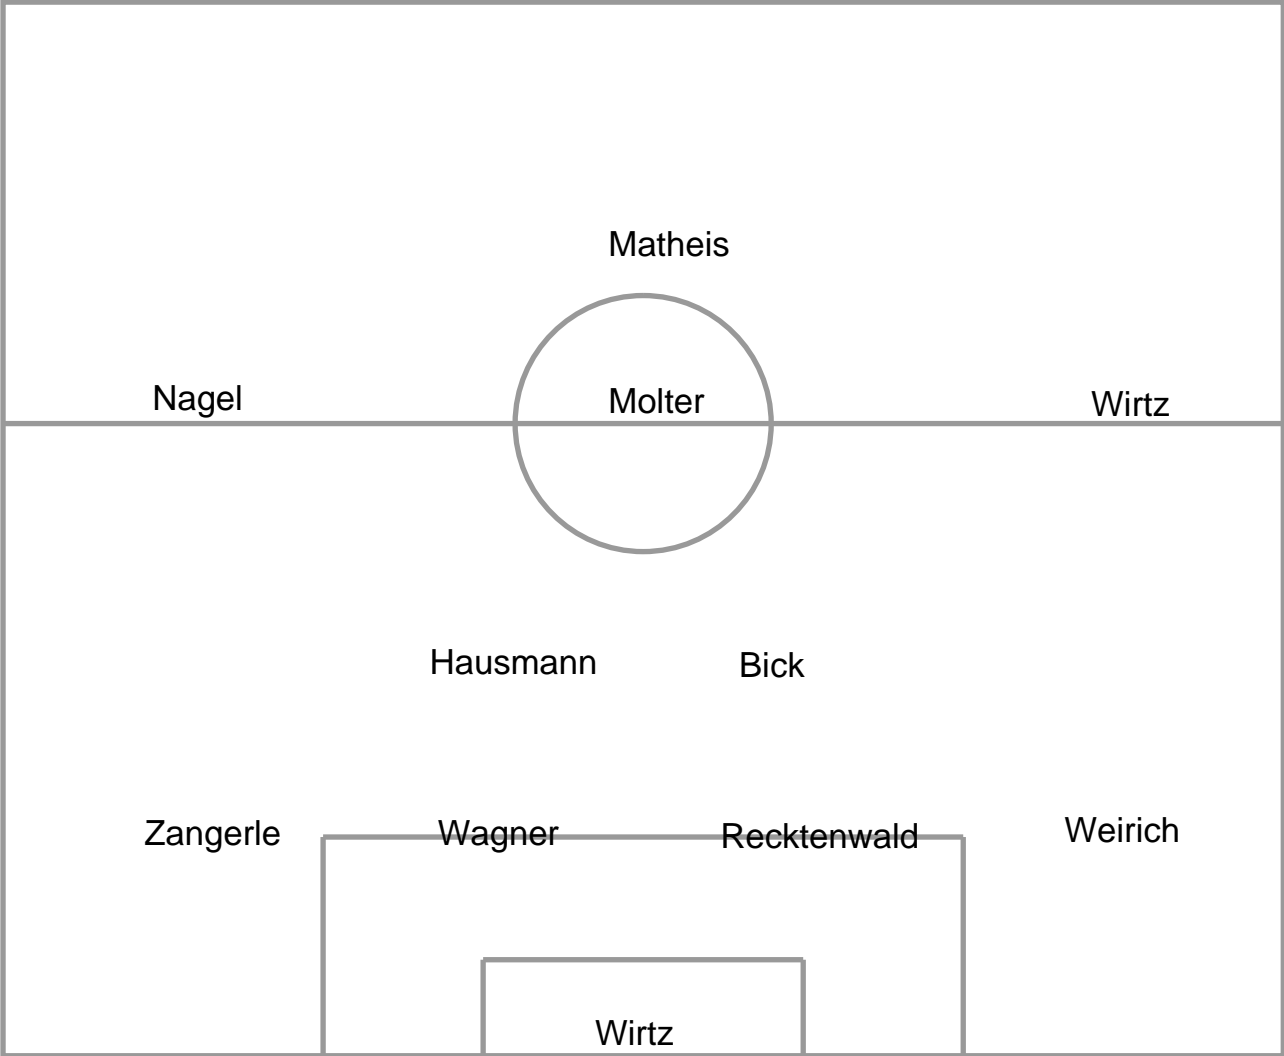 Matheis
Nagel Molter Wirtz
Hausmann Bick
Zangerle Wagner Recktenwald Weirich
Wirtz